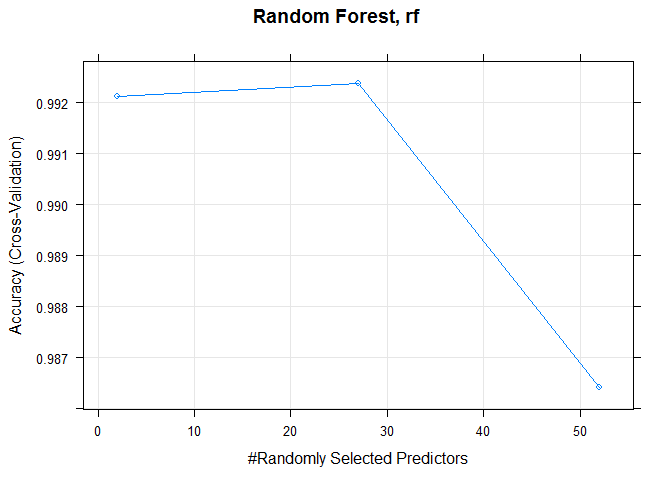 Random Forest, rf
Accuracy (Cross-Validation)
0.992
0.991
0.990
0.989
0.988
0.987
0 10 20 30 40 50
#Randomly Selected Predictors